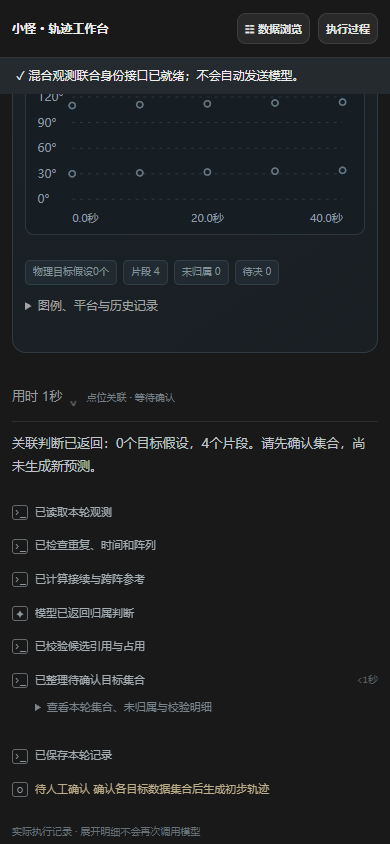 小怪·轨迹工作台
数据浏览
执行过程
✓ 混合观测联合身份接口已就绪；不会自动发送模型。
120°
90°
60°
30°
0°
0.0秒 20.0秒 40.0秒
物理目标假设0个 片段 4 未归属 0 待决 0
▶ 图例、平台与历史记录
用时 1秒 点位关联 · 等待确认
关联判断已返回：0个目标假设，4个片段。请先确认集合，尚
未生成新预测。
已读取本轮观测
已检查重复、时间和阵列
已计算接续与跨阵参考
模型已返回归属判断
已校验候选引用与占用
已整理待确认目标集合 <1秒
▶ 查看本轮集合、未归属与校验明细
已保存本轮记录
待人工确认 确认各目标数据集合后生成初步轨迹
实际执行记录 · 展开明细不会再次调用模型